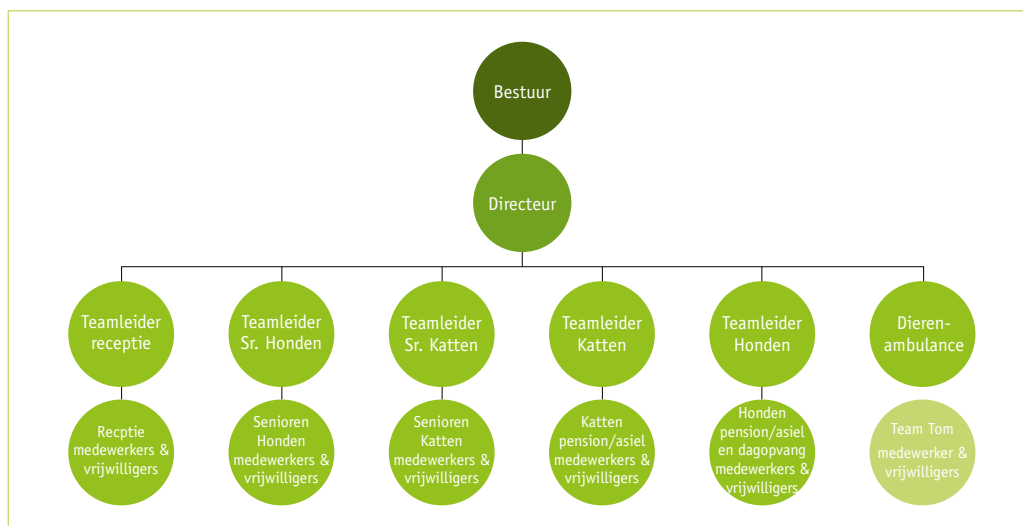 Bestuur
Directeur
Teamleider
receptie
Teamleider
Sr. Honden
Teamleider
Sr. Katten
Teamleider
Katten
Teamleider
Honden
Dieren-
ambulance
Recptie
medewerkers &
vrijwilligers
Senioren
Honden
medewerkers &
vrijwilligers
Senioren
Katten
medewerkers &
vrijwilligers
Katten
pension/asiel
medewerkers &
vrijwilligers
Honden
pension/asiel
en dagopvang
medewerkers &
vrijwilligers
Team Tom
medewerker &
vrijwilligers